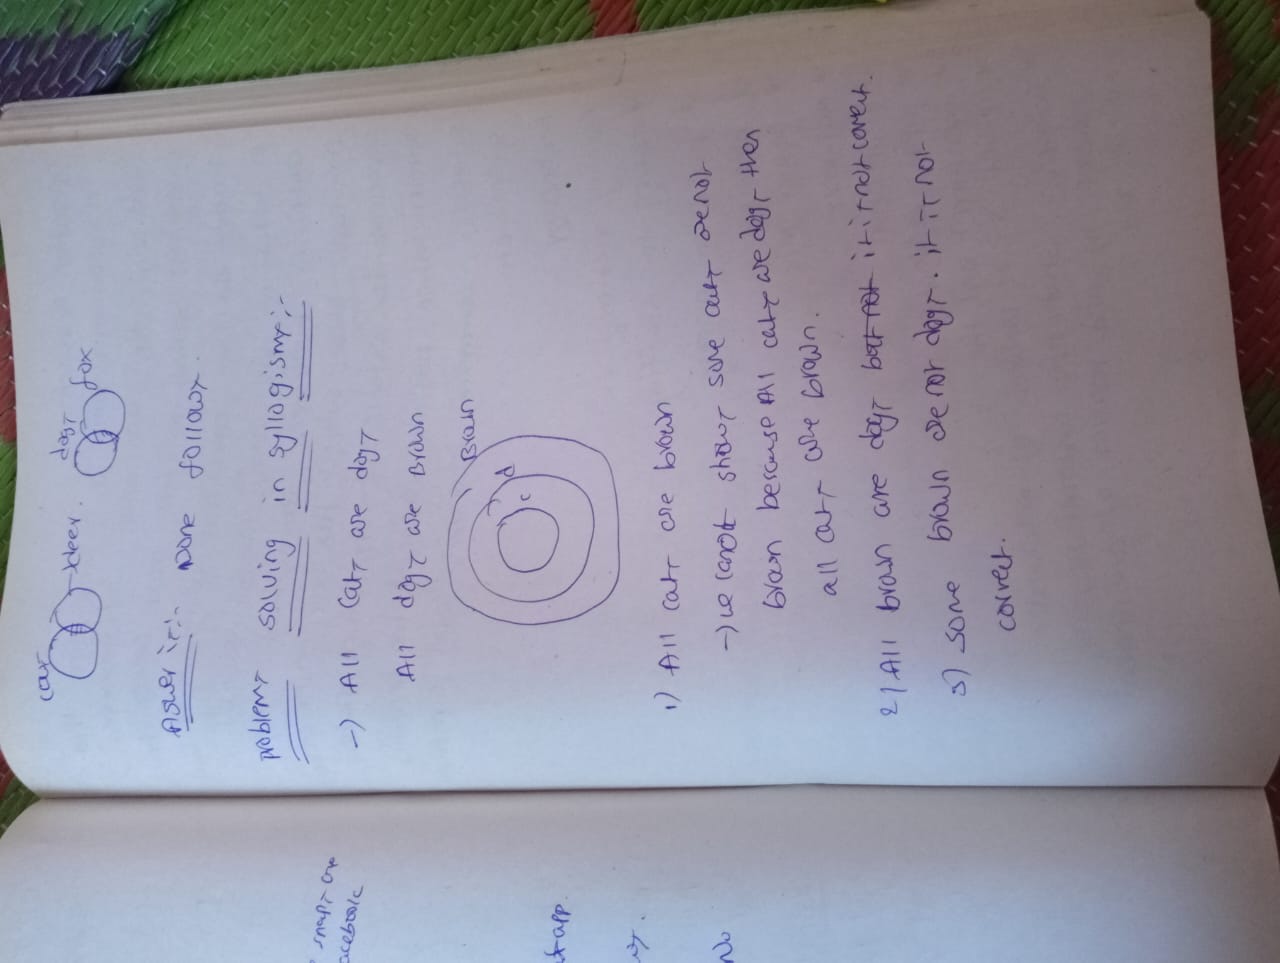 cat
deer.
dogs
fox
Aswer is:- none follows.
problems solving in syllogisms:-
-) All cats are dogs
All dogs are Brown
Brown
d
c
1) All cats are brown
-) we cannot shows some cats are not
brown because All cats are dogs then
all cats are brown.
2) All brown are dogs but not it is not correct.
3) some brown are not dogs. it is not
correct.
snaps are
facebook
No